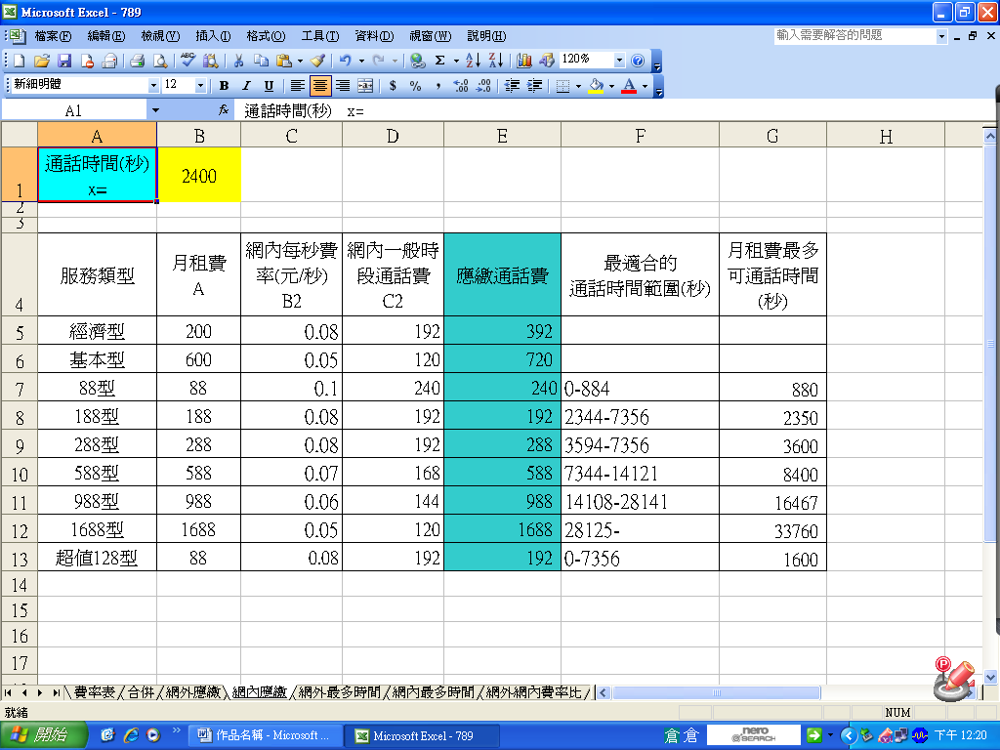 Microsoft Excel - 789
檔案(F) 編輯(E) 檢視(V) 插入(I) 格式(O) 工具(T) 資料(D) 視窗(W) 說明(H) 輸入需要解答的問題
120%
新細明體 12 B I U $ % ,
A1 fx 通話時間(秒) x=
A B C D E F G H
1 通話時間(秒) 2400
x=
2
3
4 服務類型 月租費 A 網內每秒費率(元/秒) B2 網內一般時段通話費 C2 應繳通話費 最適合的通話時間範圍(秒) 月租費最多可通話時間(秒)
5 經濟型 200 0.08 192 392
6 基本型 600 0.05 120 720
7 88型 88 0.1 240 240 0-884 880
8 188型 188 0.08 192 192 2344-7356 2350
9 288型 288 0.08 192 288 3594-7356 3600
10 588型 588 0.07 168 588 7344-14121 8400
11 988型 988 0.06 144 988 14108-28141 16467
12 1688型 1688 0.05 120 1688 28125- 33760
13 超值128型 88 0.08 192 192 0-7356 1600
14
15
16
17
費率表 合併 網外應繳 網內應繳 網外最多時間 網內最多時間 網外網內費率比
就緒 NUM
開始 作品名稱 - Microsoft ... Microsoft Excel - 789 倉 倉 nero SEARCH 下午 12:20